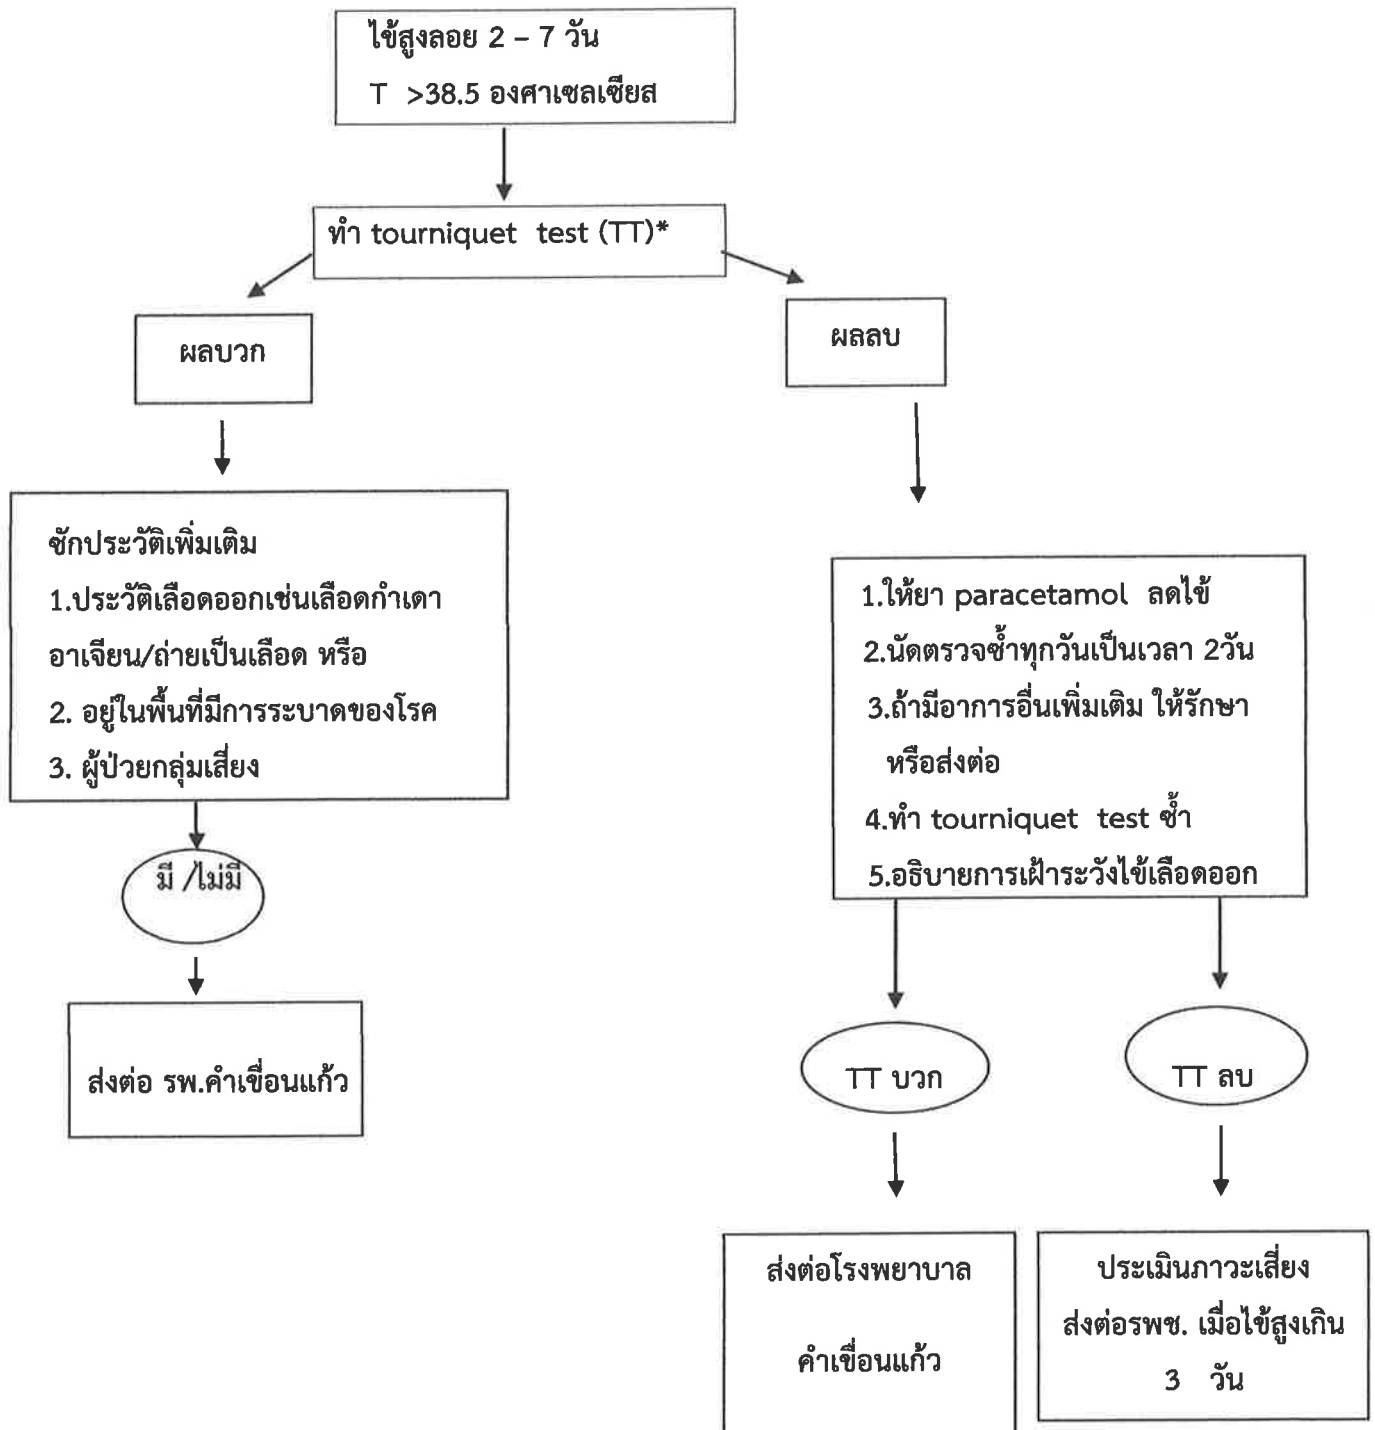 ไข้สูงลอย 2 – 7 วัน
T >38.5 องศาเซลเซียส
ทำ tourniquet test (TT)*
ผลบวก
ผลลบ
ซักประวัติเพิ่มเติม
1.ประวัติเลือดออกเช่นเลือดกำเดา
อาเจียน/ถ่ายเป็นเลือด หรือ
2. อยู่ในพื้นที่มีการระบาดของโรค
3. ผู้ป่วยกลุ่มเสี่ยง
มี /ไม่มี
ส่งต่อ รพ.คำเขื่อนแก้ว
1.ให้ยา paracetamol ลดไข้
2.นัดตรวจซ้ำทุกวันเป็นเวลา 2วัน
3.ถ้ามีอาการอื่นเพิ่มเติม ให้รักษา
หรือส่งต่อ
4.ทำ tourniquet test ซ้ำ
5.อธิบายการเฝ้าระวังไข้เลือดออก
TT บวก
TT ลบ
ส่งต่อโรงพยาบาล
คำเขื่อนแก้ว
ประเมินภาวะเสี่ยง
ส่งต่อรพช. เมื่อไข้สูงเกิน
3 วัน